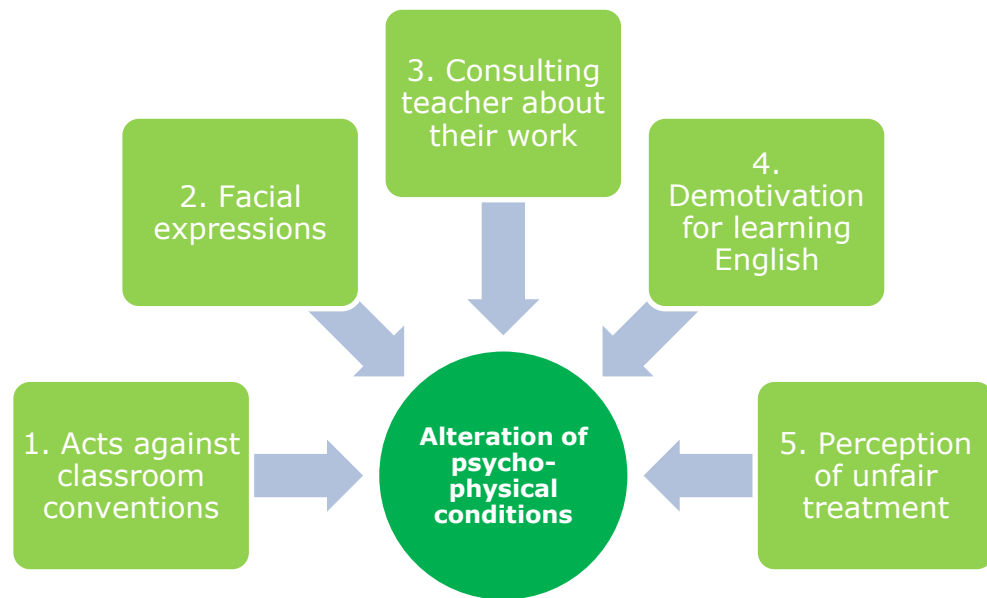 1. Acts against
classroom
conventions
2. Facial
expressions
3. Consulting
teacher about
their work
4.
Demotivation
for learning
English
5. Perception
of unfair
treatment
Alteration of
psycho-
physical
conditions